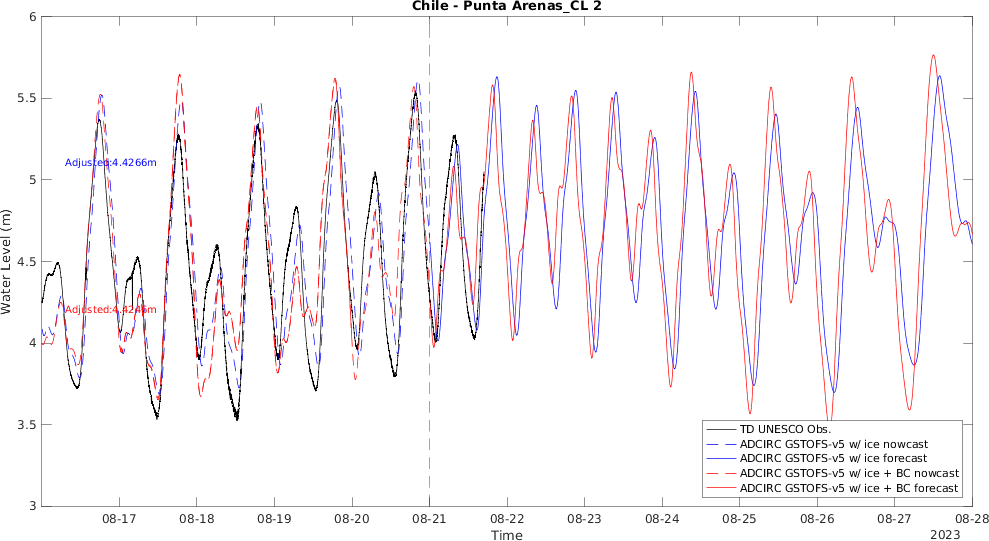 Chile - Punta Arenas_CL 2
6
5.5
5
4.5
4
3.5
3
Water Level (m)
Adjusted:4.4266m
Adjusted:4.4246m
TD UNESCO Obs.
ADCIRC GSTOFS-v5 w/ ice nowcast
ADCIRC GSTOFS-v5 w/ ice forecast
ADCIRC GSTOFS-v5 w/ ice + BC nowcast
ADCIRC GSTOFS-v5 w/ ice + BC forecast
08-17 08-18 08-19 08-20 08-21 08-22 08-23 08-24 08-25 08-26 08-27 08-28
Time
2023